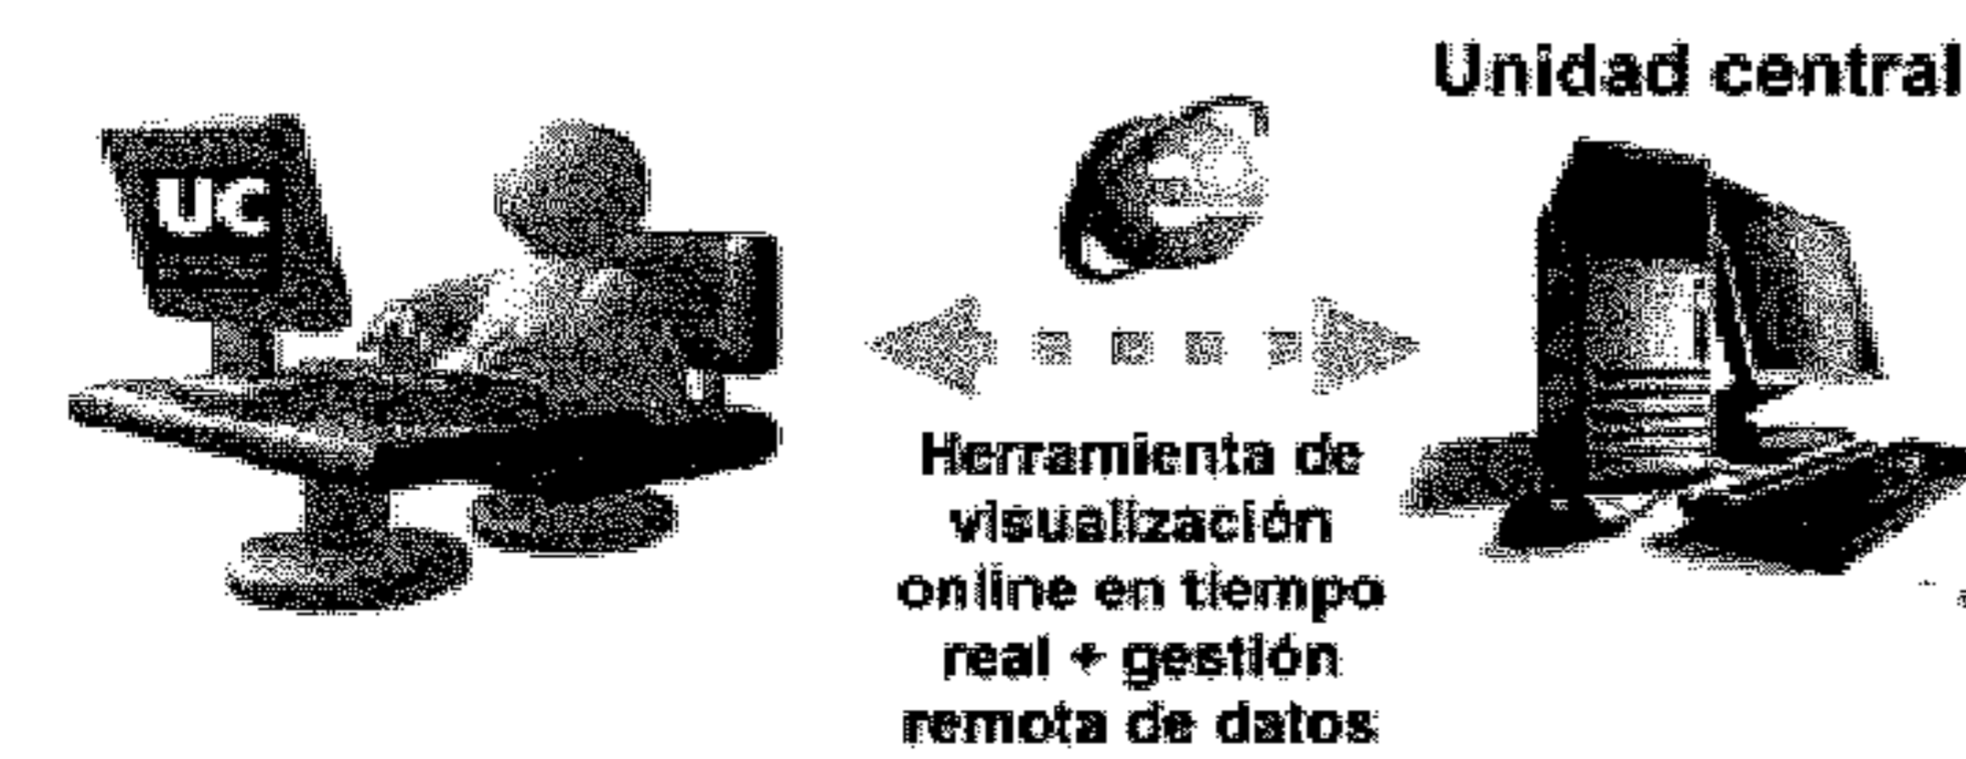 Unidad central
UC
Herramienta de
visualización
online en tiempo
real + gestión
remota de datos